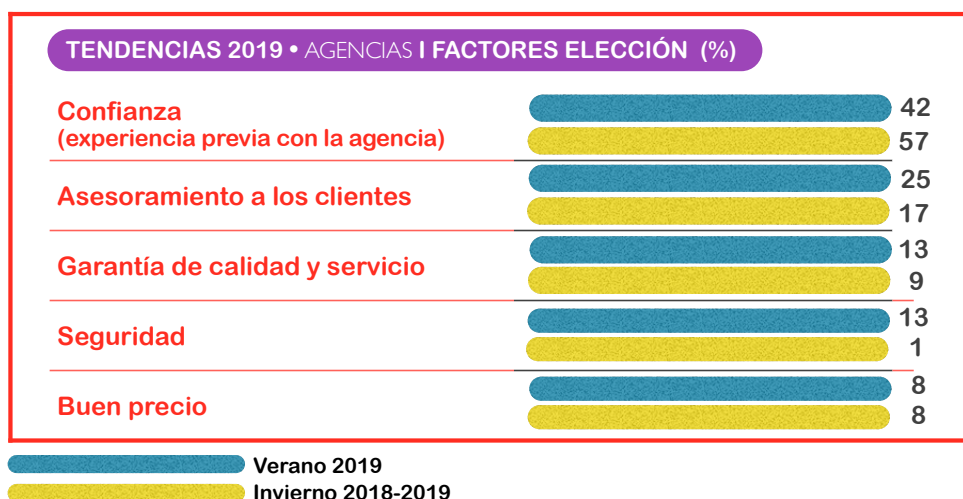 TENDENCIAS 2019 • AGENCIAS I FACTORES ELECCIÓN (%)
Confianza
(experiencia previa con la agencia)
42
57
Asesoramiento a los clientes
25
17
Garantía de calidad y servicio
13
9
Seguridad
13
1
Buen precio
8
8
Verano 2019
Invierno 2018-2019